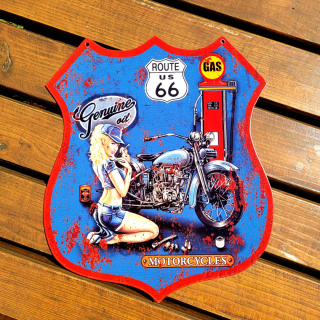 ROUTE
US
66
GAS
Genuine
oil
MOTORCYCLES